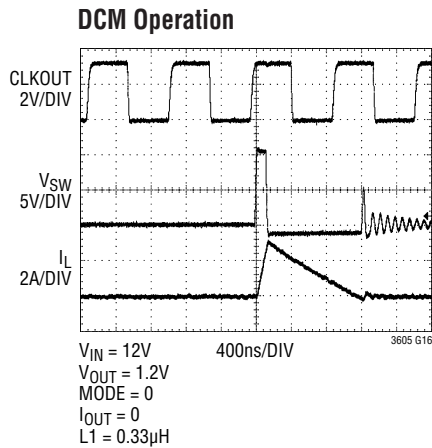 DCM Operation
CLKOUT
2V/DIV
VSW
5V/DIV
IL
2A/DIV
3605 G16
VIN = 12V 400ns/DIV
VOUT = 1.2V
MODE = 0
IOUT = 0
L1 = 0.33µH